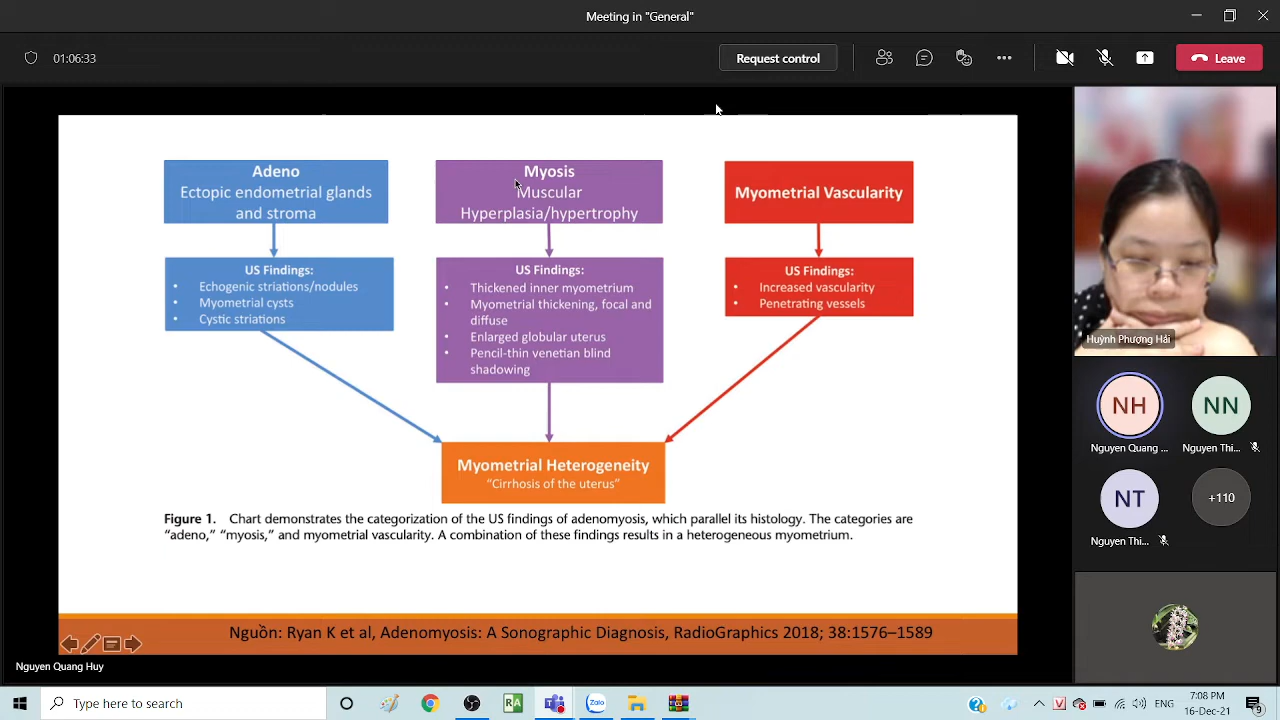 Meeting in "General"
01:06:33
Request control
Leave
Adeno
Ectopic endometrial glands
and stroma
Myosis
Muscular
Hyperplasia/hypertrophy
Myometrial Vascularity
US Findings:
• Echogenic striations/nodules
• Myometrial cysts
• Cystic striations
US Findings:
• Thickened inner myometrium
• Myometrial thickening, focal and
diffuse
• Enlarged globular uterus
• Pencil-thin venetian blind
shadowing
US Findings:
• Increased vascularity
• Penetrating vessels
Myometrial Heterogeneity
"Cirrhosis of the uterus"
Figure 1. Chart demonstrates the categorization of the US findings of adenomyosis, which parallel its histology. The categories are
"adeno," "myosis," and myometrial vascularity. A combination of these findings results in a heterogeneous myometrium.
Nguồn: Ryan K et al, Adenomyosis: A Sonographic Diagnosis, RadioGraphics 2018; 38:1576–1589
Nguyen Quang Huy
Huỳnh Phượng Hải
NH
NN
Nguyen Quang ...
Nguyen Thi...
NT
+110
Nguyen Thi...
Type here to search
RA
Zalo
V
ENG
7:08 PM
16-Dec-21
9